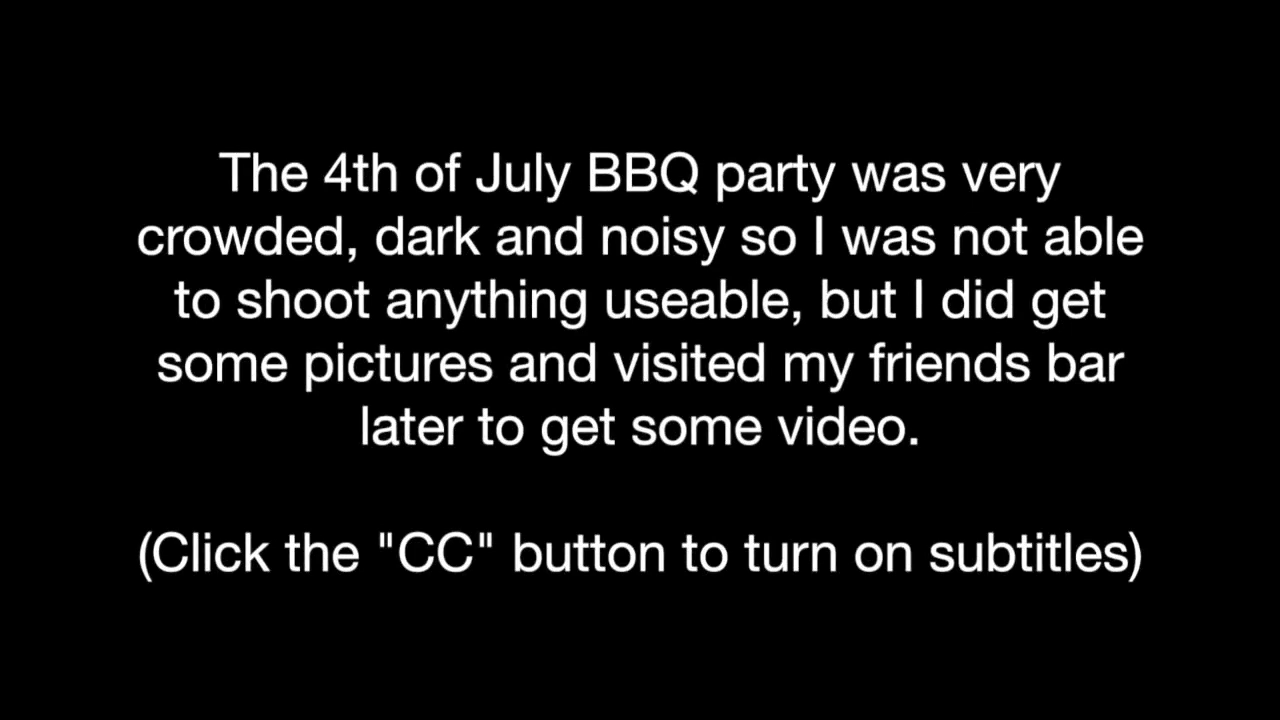 The 4th of July BBQ party was very
crowded, dark and noisy so I was not able
to shoot anything useable, but I did get
some pictures and visited my friends bar
later to get some video.
(Click the "CC" button to turn on subtitles)